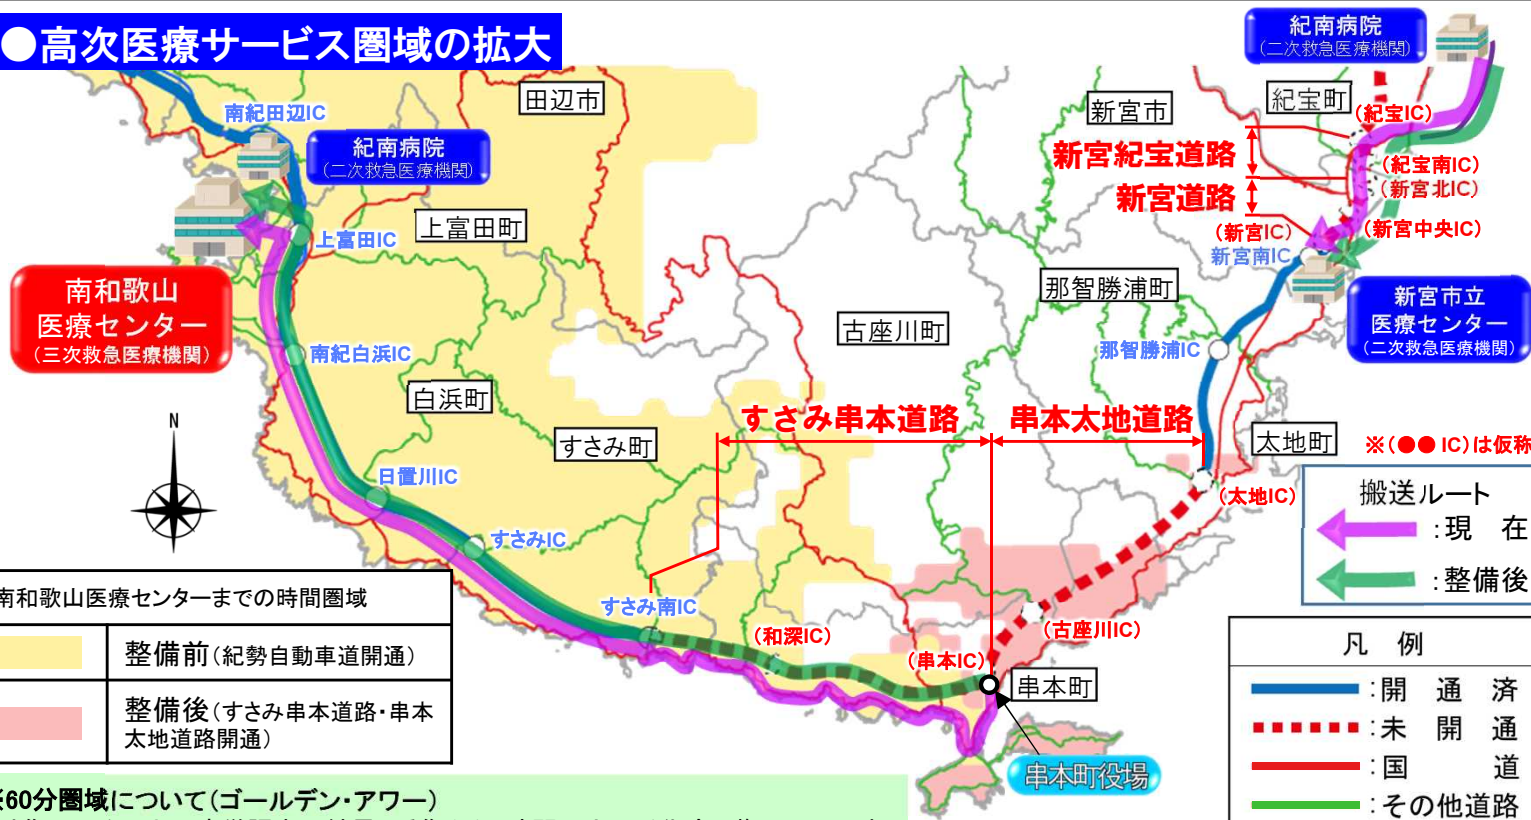 ●高次医療サービス圏域の拡大
紀南病院
(二次救急医療機関)
田辺市
新宮市
紀宝町
(紀宝IC)
南紀田辺IC
紀南病院
(二次救急医療機関)
新宮紀宝道路
(紀宝南IC)
(新宮北IC)
新宮道路
上富田町
上富田IC
(新宮IC)
(新宮中央IC)
新宮南IC
那智勝浦町
南和歌山
医療センター
(三次救急医療機関)
新宮市立
医療センター
(二次救急医療機関)
古座川町
南紀白浜IC
那智勝浦IC
白浜町
すさみ串本道路
串本太地道路
すさみ町
太地町
※(●● IC)は仮称
N
日置川IC
(太地IC)
搬送ルート
:現 在
:整備後
すさみIC
南和歌山医療センターまでの時間圏域
整備前(紀勢自動車道開通)
整備後(すさみ串本道路・串本
太地道路開通)
すさみ南IC
(和深IC)
(古座川IC)
(串本IC)
串本町
串本町役場
凡 例
:開 通 済
:未 開 通
:国 道
:その他道路
※60分圏域について(ゴールデン・アワー)